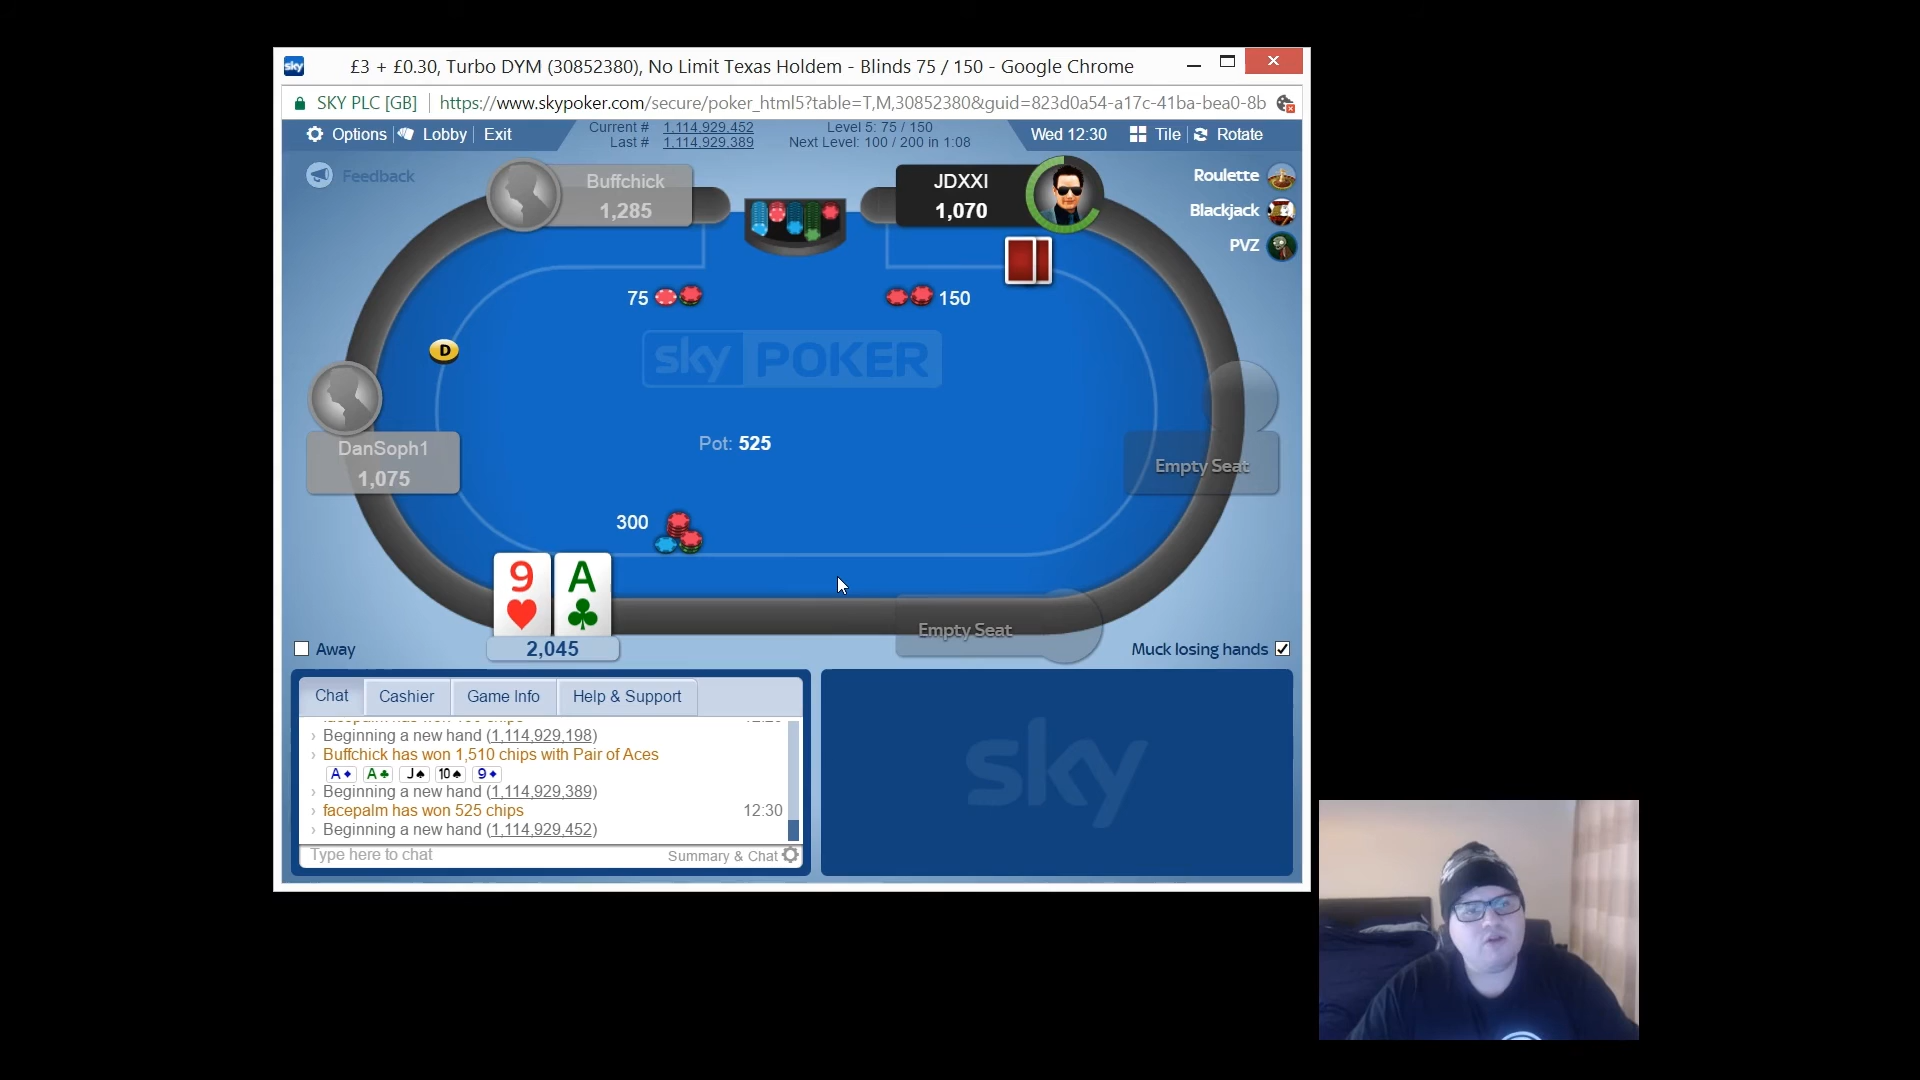 sky £3 + £0.30, Turbo DYM (30852380), No Limit Texas Holdem - Blinds 75 / 150 - Google Chrome
SKY PLC [GB] https://www.skypoker.com/secure/poker_html5?table=T,M,30852380&guid=823d0a54-a17c-41ba-bea0-8b
Options Lobby Exit
Current # 1,114,929,452
Last # 1,114,929,389
Level 5: 75 / 150
Next Level: 100 / 200 in 1:08
Wed 12:30 Tile Rotate
Feedback
Buffchick
1,285
JDXXI
1,070
Roulette
Blackjack
PVZ
75
150
D
sky POKER
DanSoph1
1,075
Pot: 525
Empty Seat
300
9 A
Empty Seat
Away
2,045
Muck losing hands
Chat Cashier Game Info Help & Support
Beginning a new hand (1,114,929,198)
Buffchick has won 1,510 chips with Pair of Aces
A♦ A♣ J♠ 10♠ 9♦
Beginning a new hand (1,114,929,389)
facepalm has won 525 chips 12:30
Beginning a new hand (1,114,929,452)
Type here to chat Summary & Chat
sky